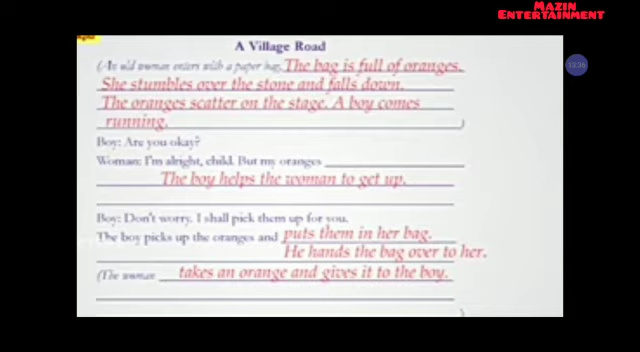 MAZIN
ENTERTAINMENT
A Village Road
(An old woman enters with a paper bag. The bag is full of oranges.
She stumbles over the stone and falls down.
The oranges scatter on the stage. A boy comes
running. )
Boy: Are you okay?
Woman: I'm alright, child. But my oranges
The boy helps the woman to get up.
Boy: Don't worry. I shall pick them up for you.
The boy picks up the oranges and puts them in her bag.
He hands the bag over to her.
(The woman takes an orange and gives it to the boy.
)